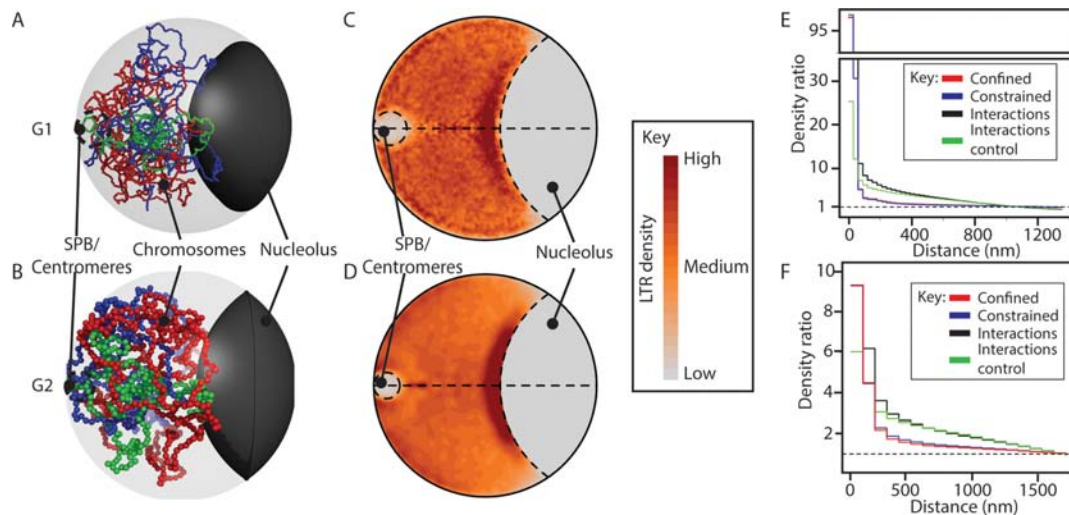 A
G1
SPB/
Centromeres
Chromosomes
Nucleolus
B
G2
C
SPB/
Centromeres
Nucleolus
D
Key
High
Medium
Low
LTR density
E
95
30
20
10
1
Density ratio
Key:
Confined
Constrained
Interactions
Interactions
control
0
400
800
1200
Distance (nm)
F
10
8
6
4
2
Density ratio
Key:
Confined
Constrained
Interactions
Interactions
control
0
500
1000
1500
Distance (nm)